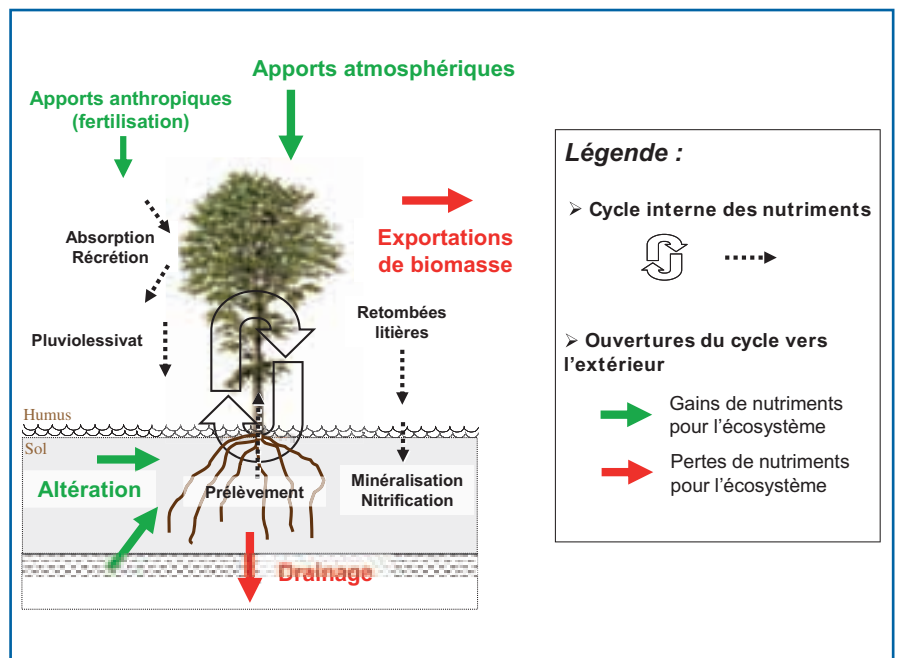 Apports atmosphériques
Apports anthropiques
(fertilisation)
Absorption
Récrétion
Pluviolessivat
Exportations
de biomasse
Retombées
litières
Humus
Sol
Altération
Prélèvement
Minéralisation
Nitrification
Drainage
Légende :
➢ Cycle interne des nutriments
➢ Ouvertures du cycle vers
l’extérieur
Gains de nutriments
pour l’écosystème
Pertes de nutriments
pour l’écosystème